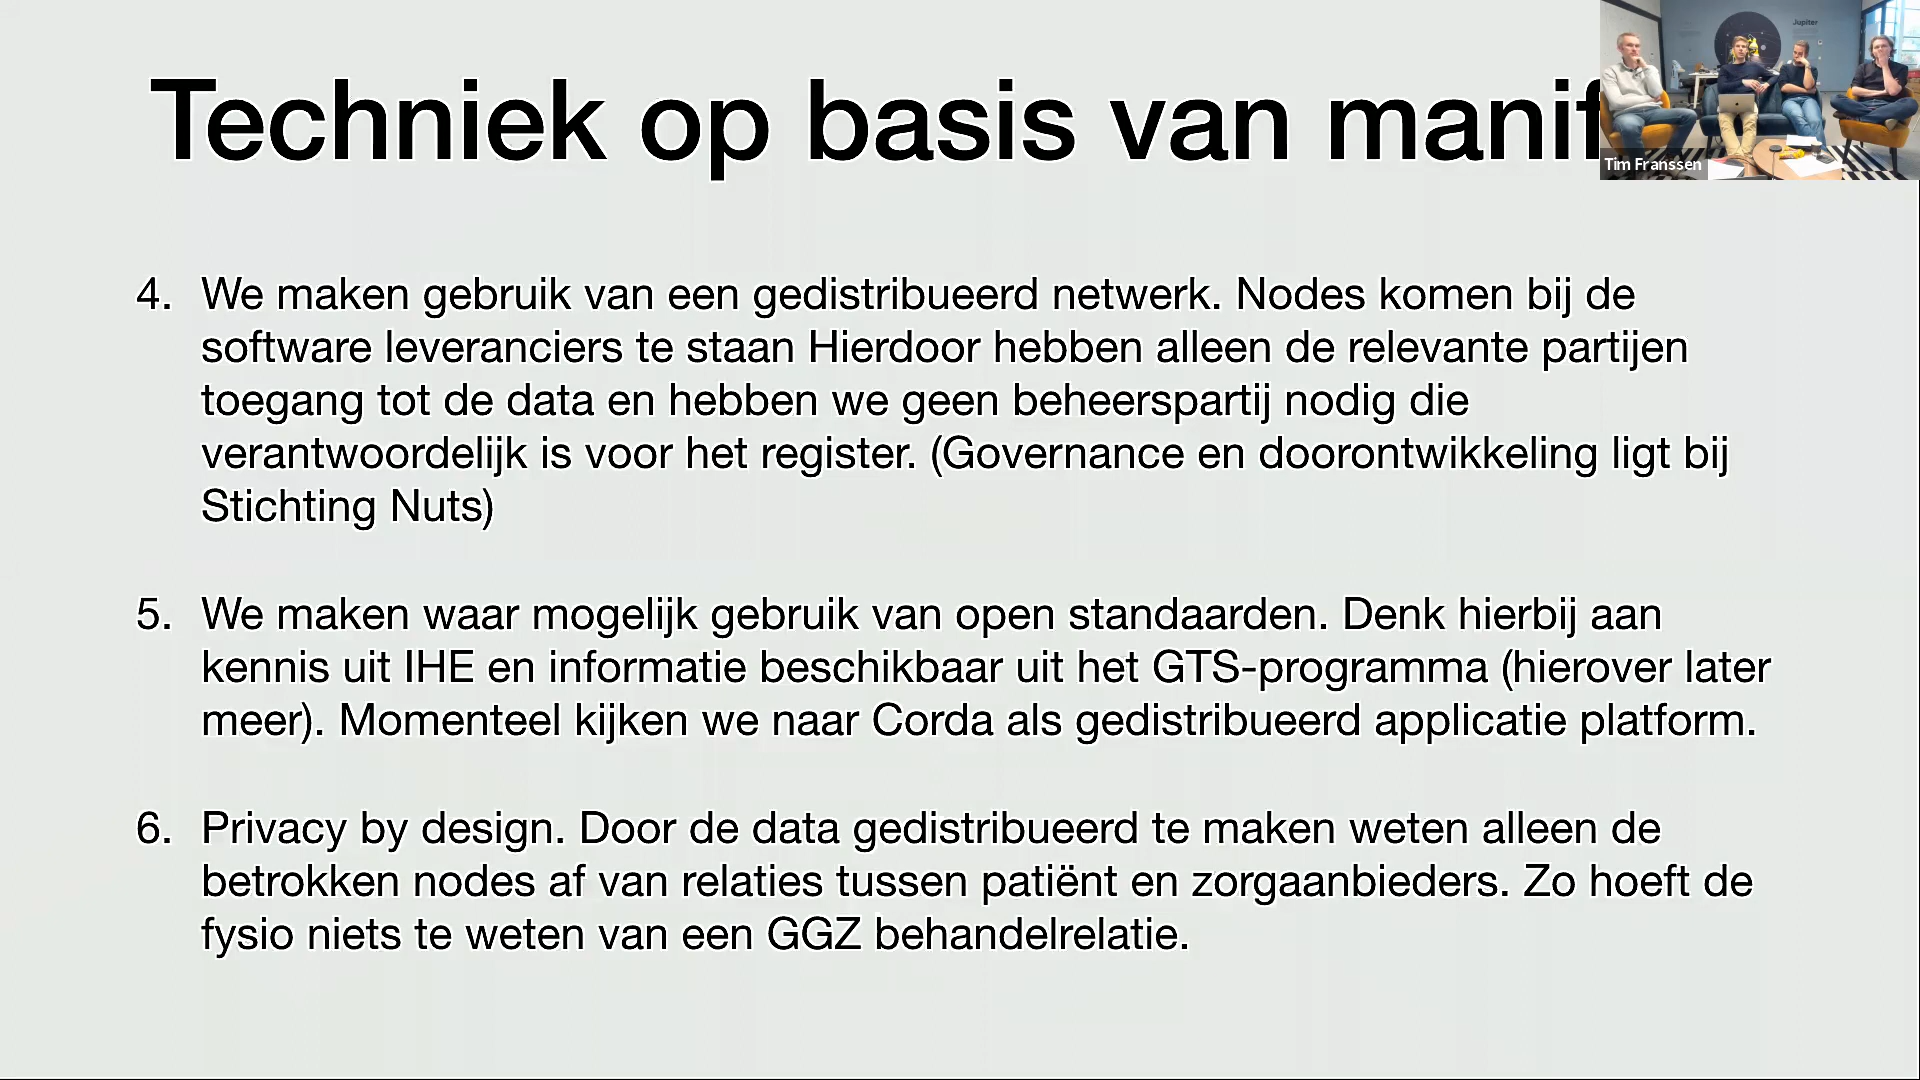 Techniek op basis van manif
Jupiter
Tim Franssen
4. We maken gebruik van een gedistribueerd netwerk. Nodes komen bij de
software leveranciers te staan Hierdoor hebben alleen de relevante partijen
toegang tot de data en hebben we geen beheerspartij nodig die
verantwoordelijk is voor het register. (Governance en doorontwikkeling ligt bij
Stichting Nuts)
5. We maken waar mogelijk gebruik van open standaarden. Denk hierbij aan
kennis uit IHE en informatie beschikbaar uit het GTS-programma (hierover later
meer). Momenteel kijken we naar Corda als gedistribueerd applicatie platform.
6. Privacy by design. Door de data gedistribueerd te maken weten alleen de
betrokken nodes af van relaties tussen patiënt en zorgaanbieders. Zo hoeft de
fysio niets te weten van een GGZ behandelrelatie.